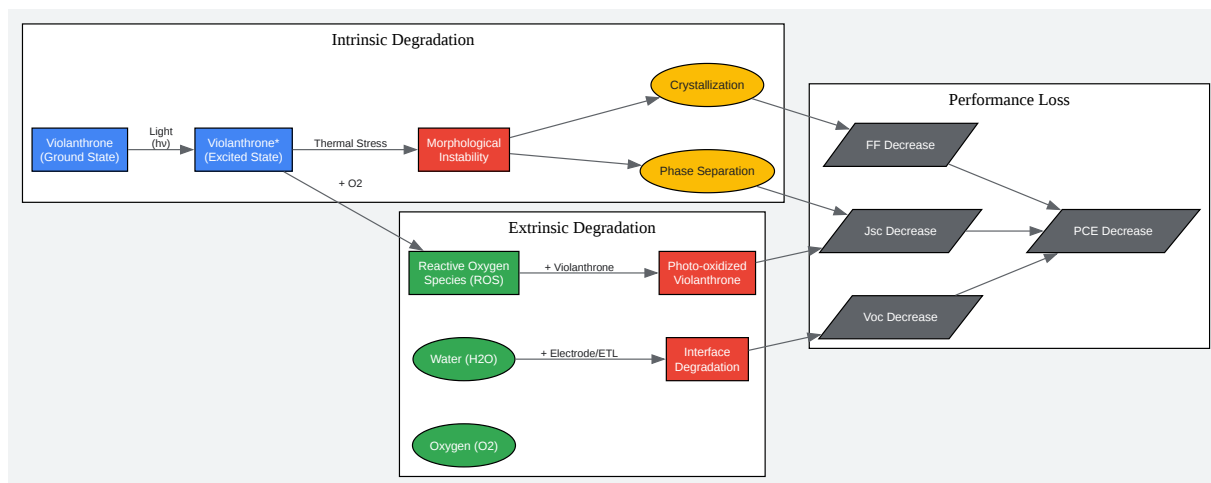 Intrinsic Degradation
Violanthrone
(Ground State)
Light
(hν)
Violanthrone*
(Excited State)
Thermal Stress
Morphological
Instability
Crystallization
Phase Separation
+ O2
Extrinsic Degradation
Reactive Oxygen
Species (ROS)
+ Violanthrone
Photo-oxidized
Violanthrone
Water (H2O)
+ Electrode/ETL
Interface
Degradation
Oxygen (O2)
Performance Loss
FF Decrease
Jsc Decrease
PCE Decrease
Voc Decrease